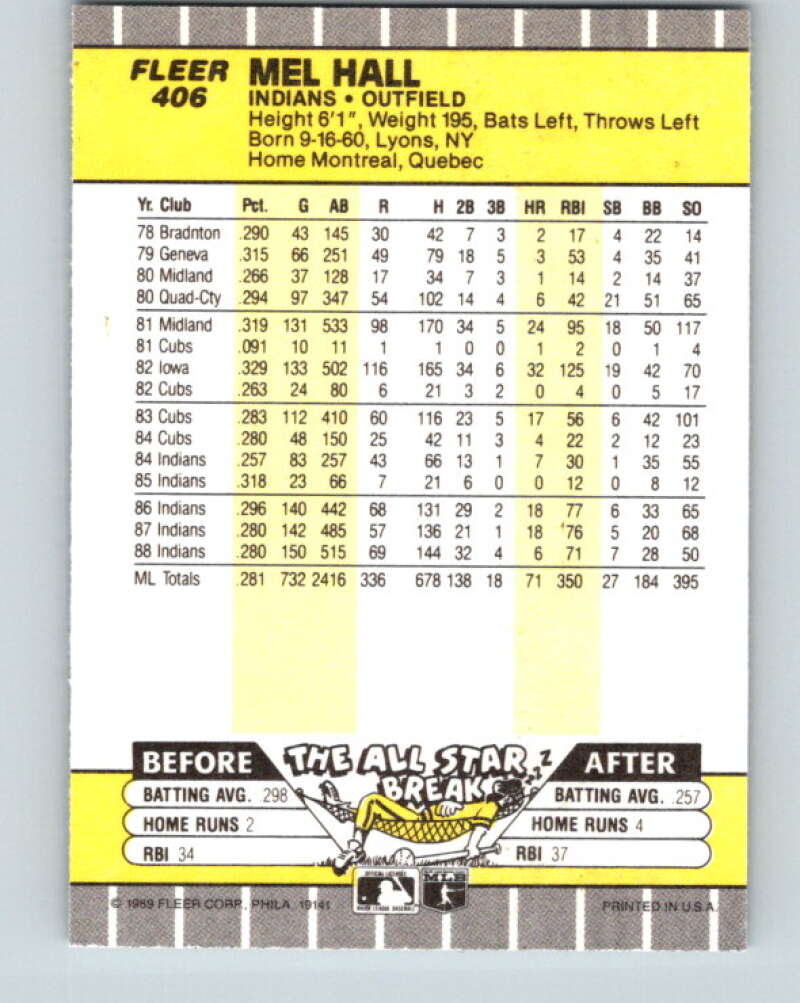 FLEER
406
MEL HALL
INDIANS • OUTFIELD
Height 6'1", Weight 195, Bats Left, Throws Left
Born 9-16-60, Lyons, NY
Home Montreal, Quebec
Yr. Club Pct. G AB R H 2B 3B HR RBI SB BB SO
78 Bradnton .290 43 145 30 42 7 3 2 17 4 22 14
79 Geneva .315 66 251 49 79 18 5 3 53 4 35 41
80 Midland .266 37 128 17 34 7 3 1 14 2 14 37
80 Quad-Cty .294 97 347 54 102 14 4 6 42 21 51 65
81 Midland .319 131 533 98 170 34 5 24 95 18 50 117
81 Cubs .091 10 11 1 1 0 0 1 2 0 1 4
82 Iowa .329 133 502 116 165 34 6 32 125 19 42 70
82 Cubs .263 24 80 6 21 3 2 0 4 0 5 17
83 Cubs .283 112 410 60 116 23 5 17 56 6 42 101
84 Cubs .280 48 150 25 42 11 3 4 22 2 12 23
84 Indians .257 83 257 43 66 13 1 7 30 1 35 55
85 Indians .318 23 66 7 21 6 0 0 12 0 8 12
86 Indians .296 140 442 68 131 29 2 18 77 6 33 65
87 Indians .280 142 485 57 136 21 1 18 76 5 20 68
88 Indians .280 150 515 69 144 32 4 6 71 7 28 50
ML Totals .281 732 2416 336 678 138 18 71 350 27 184 395
BEFORE THE ALL STAR BREAK AFTER
ZZZ
BATTING AVG. .298 BATTING AVG. .257
HOME RUNS 2 HOME RUNS 4
RBI 34 RBI 37
OFFICIAL LICENSEE
MAJOR LEAGUE BASEBALL
MLB
© 1989 FLEER CORP., PHILA. 19141 PRINTED IN U.S.A.